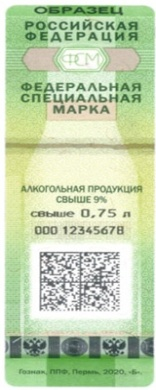 ОБРАЗЕЦ
РОССИЙСКАЯ
ФЕДЕРАЦИЯ
ФСМ
ФЕДЕРАЛЬНАЯ
СПЕЦИАЛЬНАЯ
МАРКА
АЛКОГОЛЬНАЯ ПРОДУКЦИЯ
СВЫШЕ 9%
свыше 0,75 л
000 12345678
Гознак, ППФ, Пермь, 2020, «Б».